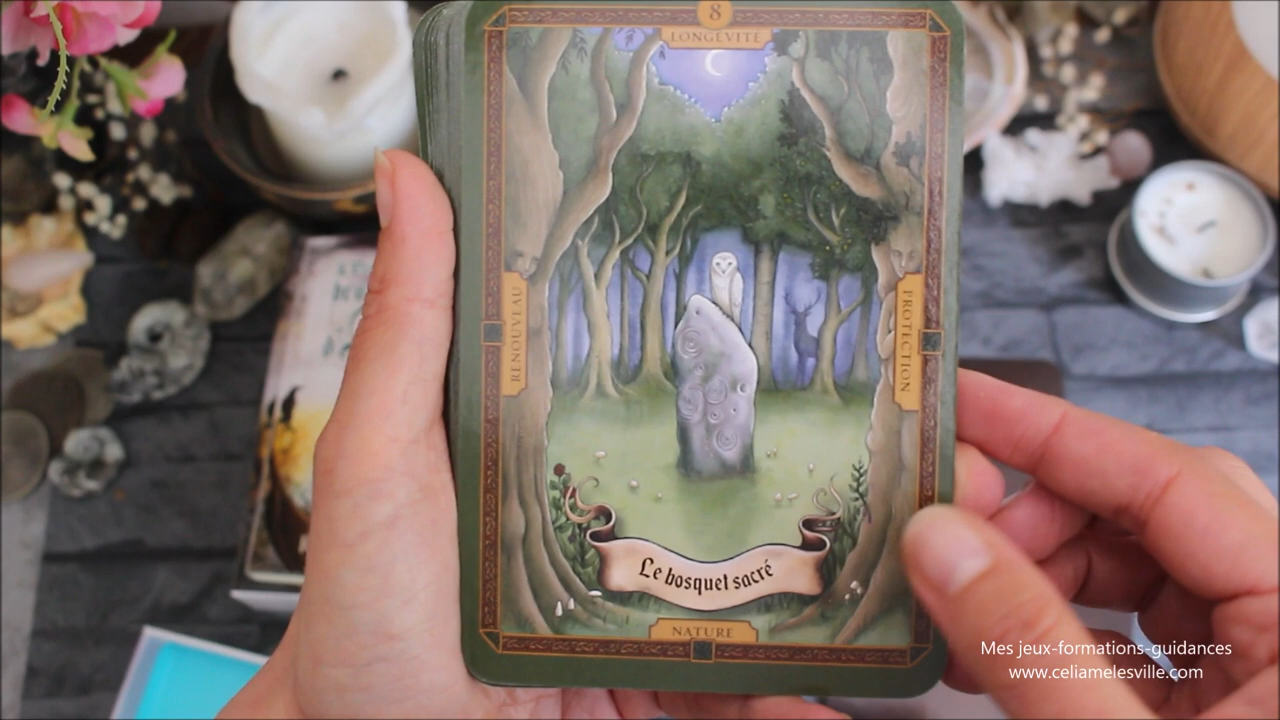 8
LONGÉVITÉ
RENOUVEAU
PROTECTION
Le bosquet sacré
NATURE
Mes jeux-formations-guidances
www.celiamelesville.com